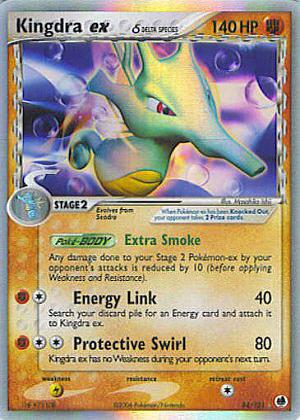 Kingdra ex δ DELTA SPECIES 140 HP
Illus. Masahiko Ishii
STAGE 2 Evolves from Seadra
When Pokémon-ex has been Knocked Out, your opponent takes 2 Prize cards.
Poké-BODY Extra Smoke
Any damage done to your Stage 2 Pokémon-ex by your
opponent's attacks is reduced by 10 (before applying
Weakness and Resistance).
Energy Link 40
Search your discard pile for an Energy card and attach it
to Kingdra ex.
Protective Swirl 80
Kingdra ex has no Weakness during your opponent's next turn.
weakness resistance retreat cost
©2006 Pokémon/Nintendo